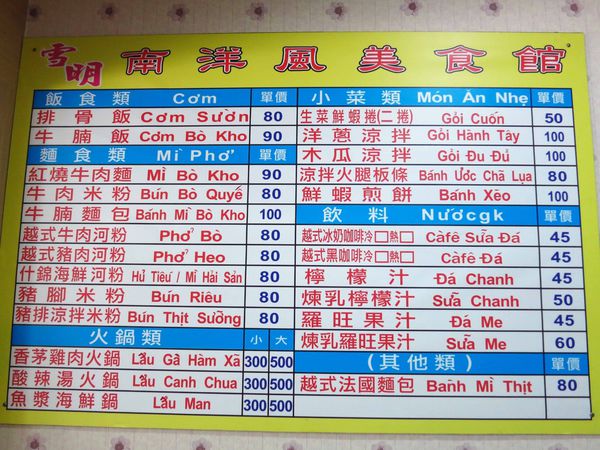 雪明 南洋風美食館
飯食類 Cơm 單價
排骨飯 Cơm Sườn 80
牛腩飯 Cơm Bò Kho 90
麵食類 Mì Phở 單價
紅燒牛肉麵 Mì Bò Kho 90
牛肉米粉 Bún Bò Quyế 80
牛腩麵包 Bánh Mì Bò Kho 100
越式牛肉河粉 Phở Bò 80
越式豬肉河粉 Phở Heo 80
什錦海鮮河粉 Hủ Tiếu / Mì Hải Sản 80
豬腳米粉 Bún Riêu 80
豬排涼拌米粉 Bún Thịt Sưởng 80
火鍋類 小 大
香茅雞肉火鍋 Lẩu Gâ Hàm Xã 300 500
酸辣湯火鍋 Lẩu Canh Chua 300 500
魚漿海鮮鍋 Lẩu Man 300 500
小菜類 Món Ăn Nhẹ 單價
生菜鮮蝦捲(二捲) Gỏi Cuốn 50
洋蔥涼拌 Gỏi Hành Tây 100
木瓜涼拌 Gỏi Đu Đủ 100
涼拌火腿板條 Bánh Ước Chã Lụa 80
鮮蝦煎餅 Bánh Xèo 100
飲料 Nướcgk 單價
越式冰奶咖啡冷□熱□ Càfê Sữa Đá 45
越式黑咖啡冷□熱□ Càfê Đá 45
檸檬汁 Đá Chanh 45
煉乳檸檬汁 Sữa Chanh 50
羅旺果汁 Đá Me 45
煉乳羅旺果汁 Sữa Me 60
(其他類) 單價
越式法國麵包 Bánh Mì Thịt 80